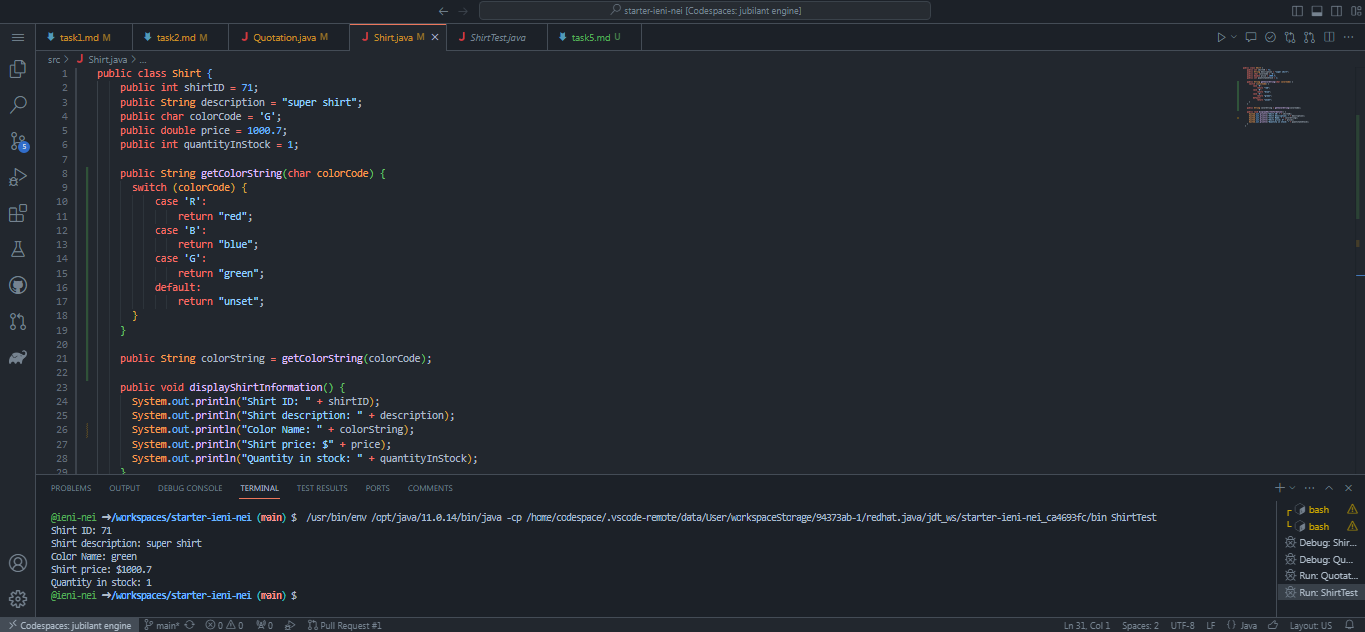 starter-ieni-nei [Codespaces: jubilant engine]
task1.md M
task2.md M
Quotation.java M
Shirt.java M
ShirtTest.java
task5.md U
src > Shirt.java > ...
1 public class Shirt {
2 public int shirtID = 71;
3 public String description = "super shirt";
4 public char colorCode = 'G';
5 public double price = 1000.7;
6 public int quantityInStock = 1;
7
8 public String getColorString(char colorCode) {
9 switch (colorCode) {
10 case 'R':
11 return "red";
12 case 'B':
13 return "blue";
14 case 'G':
15 return "green";
16 default:
17 return "unset";
18 }
19 }
20
21 public String colorString = getColorString(colorCode);
22
23 public void displayShirtInformation() {
24 System.out.println("Shirt ID: " + shirtID);
25 System.out.println("Shirt description: " + description);
26 System.out.println("Color Name: " + colorString);
27 System.out.println("Shirt price: $" + price);
28 System.out.println("Quantity in stock: " + quantityInStock);
29 }
5
PROBLEMS OUTPUT DEBUG CONSOLE TERMINAL TEST RESULTS PORTS COMMENTS
@ieni-nei ➜/workspaces/starter-ieni-nei (main) $ /usr/bin/env /opt/java/11.0.14/bin/java -cp /home/codespace/.vscode-remote/data/User/workspaceStorage/94373ab-1/redhat.java/jdt_ws/starter-ieni-nei_ca4693fc/bin ShirtTest
Shirt ID: 71
Shirt description: super shirt
Color Name: green
Shirt price: $1000.7
Quantity in stock: 1
@ieni-nei ➜/workspaces/starter-ieni-nei (main) $
bash
bash
Debug: Shir...
Debug: Qu...
Run: Quotat...
Run: ShirtTest
Codespaces: jubilant engine main* 0 0 0 Pull Request #1 Ln 31, Col 1 Spaces: 2 UTF-8 LF {} Java Layout: US